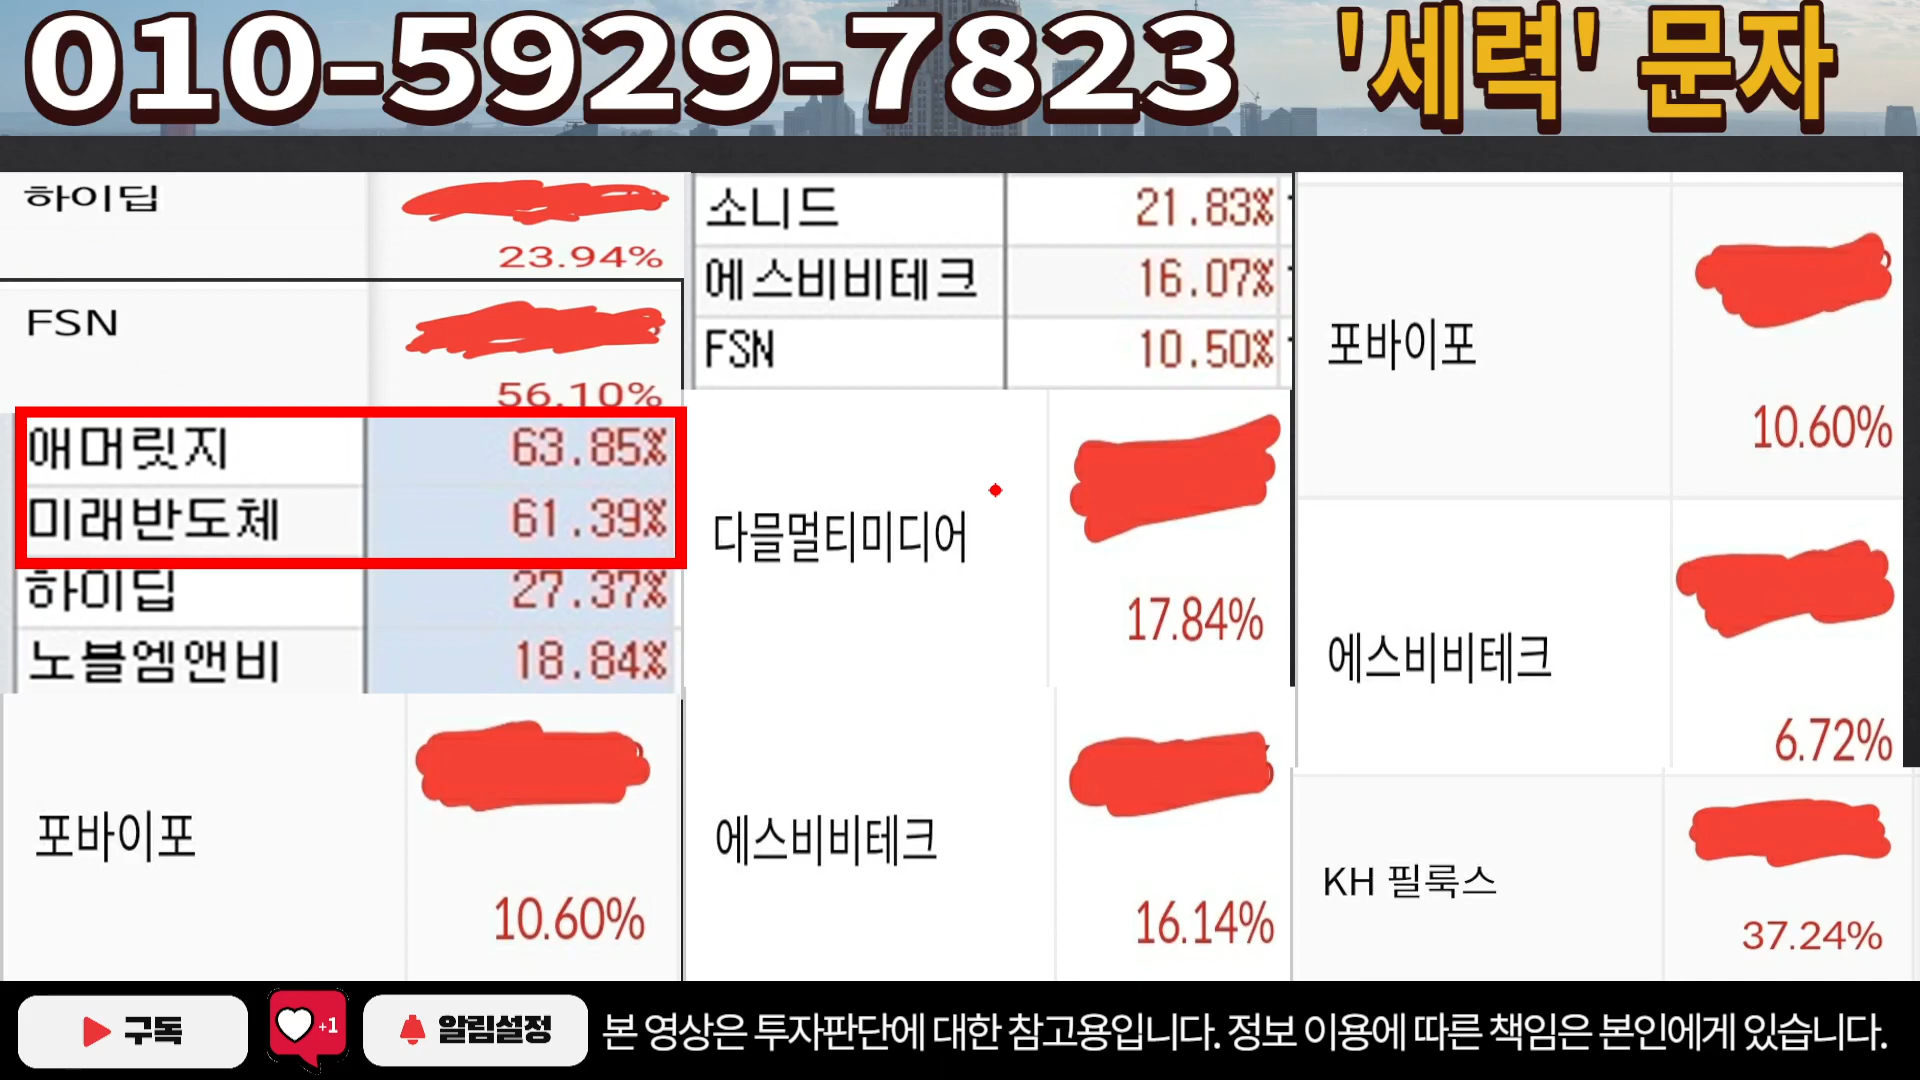 010-5929-7823 '세력' 문자
하이딥
23.94%
FSN
56.10%
애머릿지 63.85%
미래반도체 61.39%
하이딥 27.37%
노블엠앤비 18.84%
포바이포
10.60%
소니드 21.83%
에스비비테크 16.07%
FSN 10.50%
다믈멀티미디어
17.84%
에스비비테크
16.14%
포바이포
10.60%
에스비비테크
6.72%
KH 필룩스
37.24%
구독 +1 알림설정 본 영상은 투자판단에 대한 참고용입니다. 정보 이용에 따른 책임은 본인에게 있습니다.